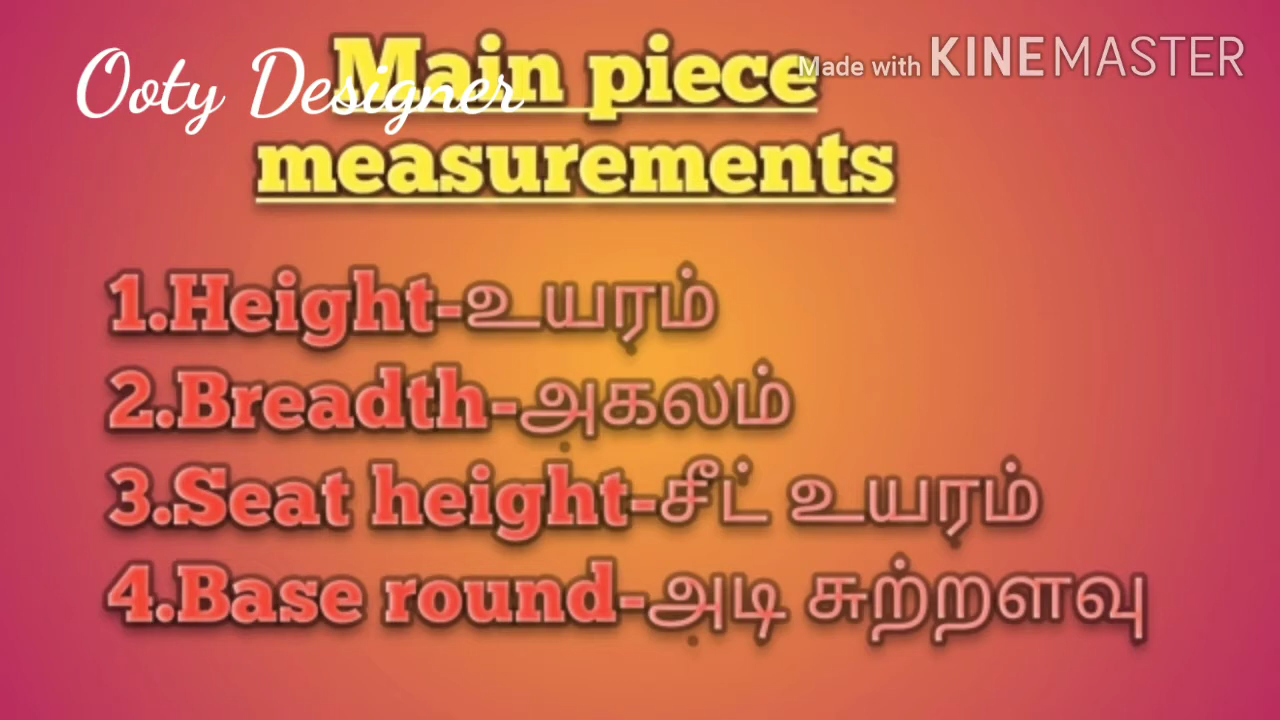 Ooty Designer
Made with KINEMASTER
Main piece
measurements
1.Height-உயரம்
2.Breadth-அகலம்
3.Seat height-சீட் உயரம்
4.Base round-அடி சுற்றளவு